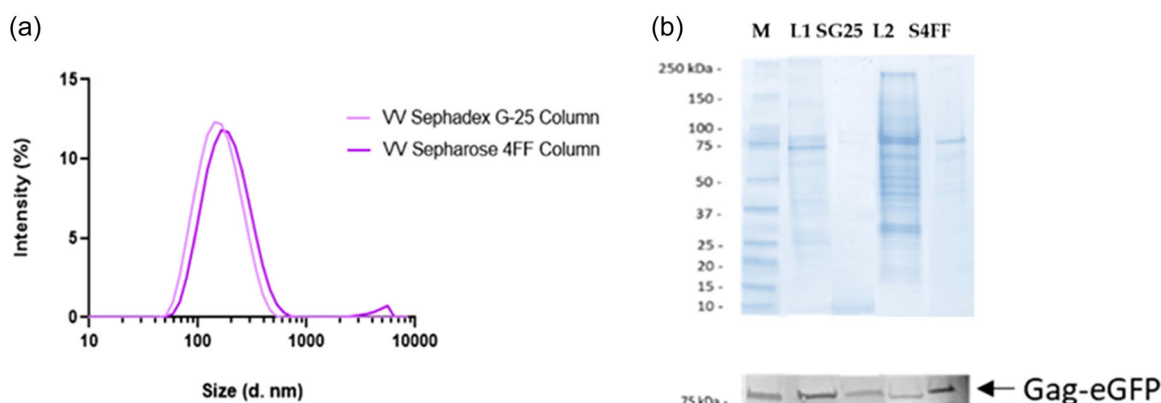 (a)
15
10
5
0
Intensity (%)
10 100 1000 10000
Size (d. nm)
VV Sephadex G-25 Column
VV Sepharose 4FF Column
(b)
M L1 SG25 L2 S4FF
250 kDa -
150 -
100 -
75 -
50 -
37 -
25 -
20 -
15 -
10 -
75 kDa -
Gag-eGFP